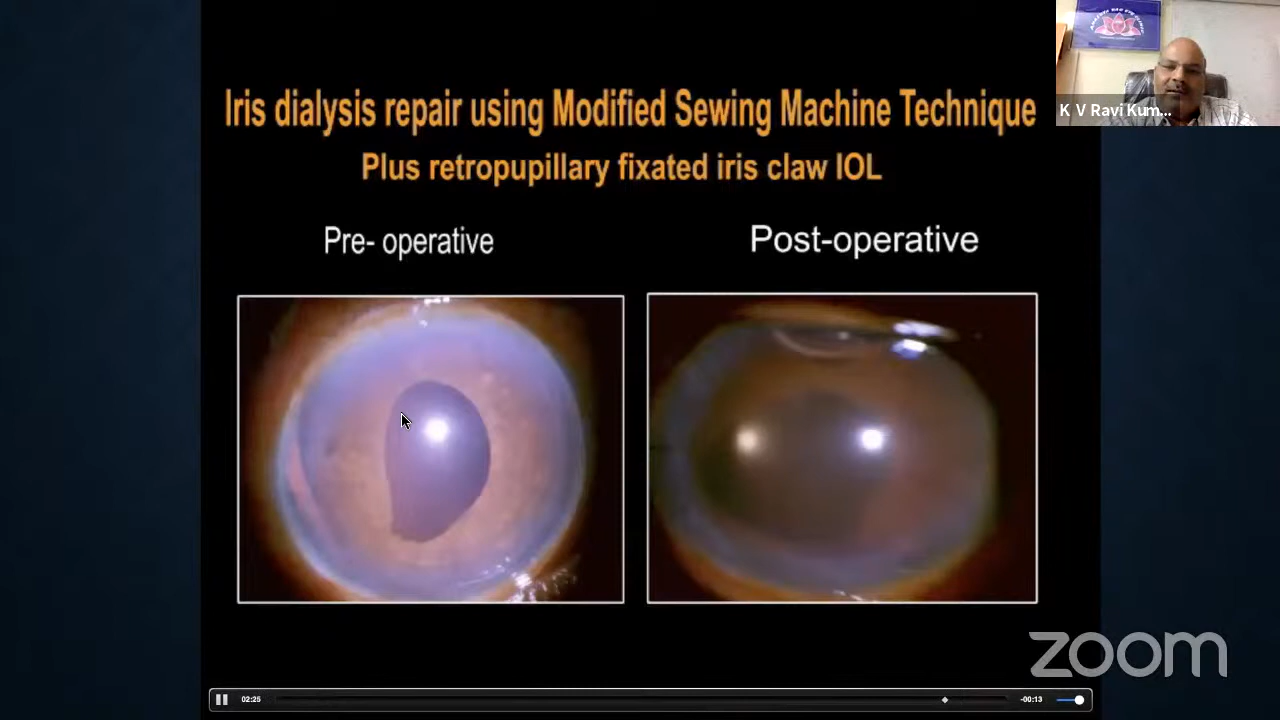 Iris dialysis repair using Modified Sewing Machine Technique
Plus retropupillary fixated iris claw IOL
Pre- operative
Post-operative
K V Ravi Kum...
zoom
02:25
-00:13